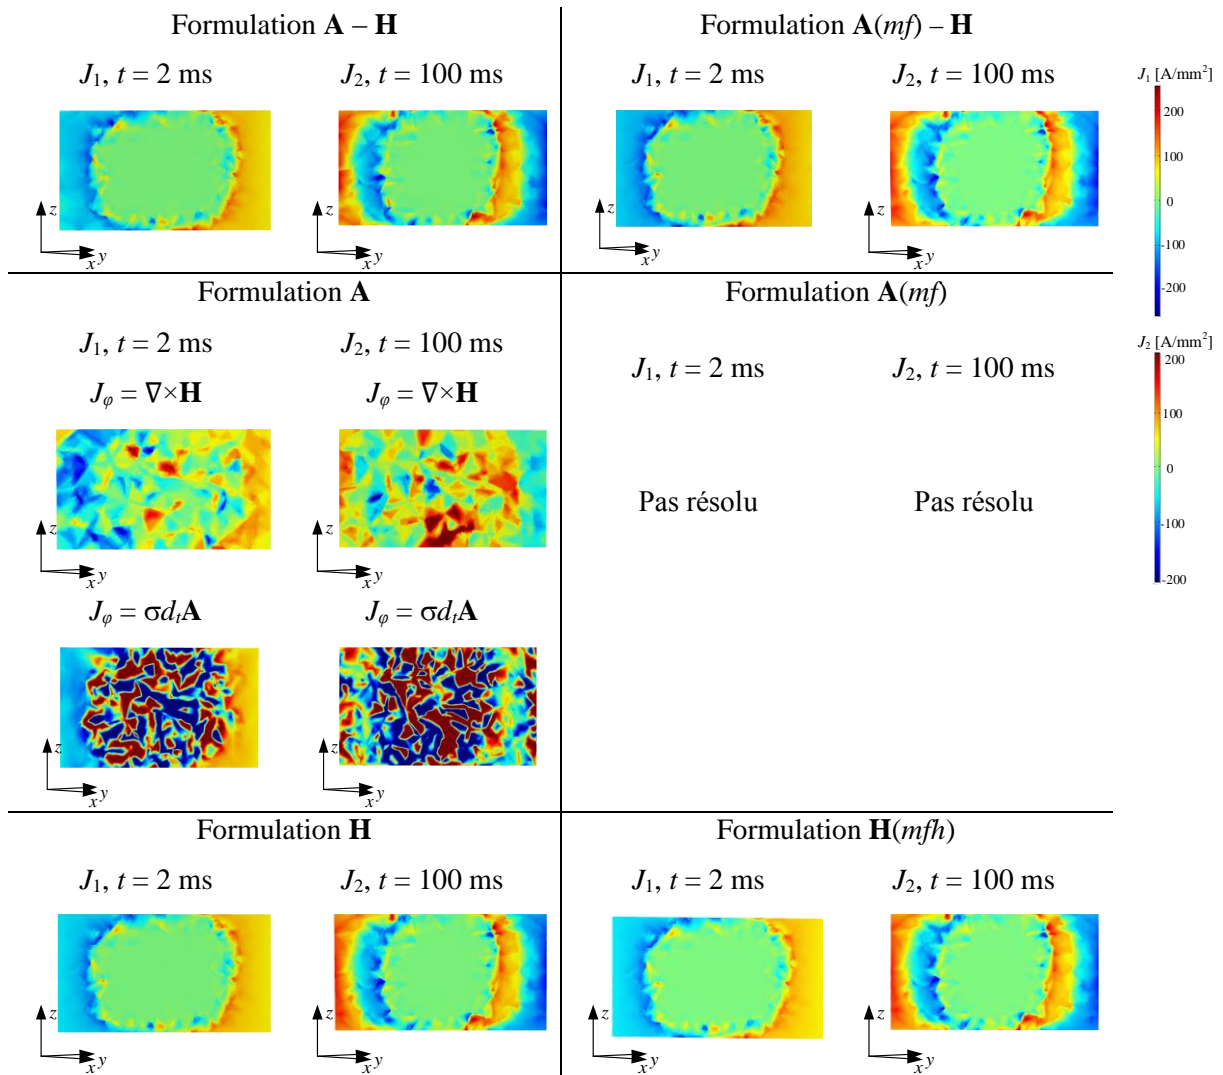 Formulation A – H
Formulation A(mf) – H
J1, t = 2 ms
J2, t = 100 ms
J1, t = 2 ms
J2, t = 100 ms
J1 [A/mm²]
200
100
0
-100
-200
z
x y
z
x y
z
x y
z
x y
Formulation A
Formulation A(mf)
J1, t = 2 ms
J2, t = 100 ms
J1, t = 2 ms
J2, t = 100 ms
J2 [A/mm²]
200
100
0
-100
-200
Jφ = ∇×H
Jφ = ∇×H
Pas résolu
Pas résolu
z
x y
z
x y
Jφ = σdtA
Jφ = σdtA
z
x y
z
x y
Formulation H
Formulation H(mfh)
J1, t = 2 ms
J2, t = 100 ms
J1, t = 2 ms
J2, t = 100 ms
z
x y
z
x y
z
x y
z
x y